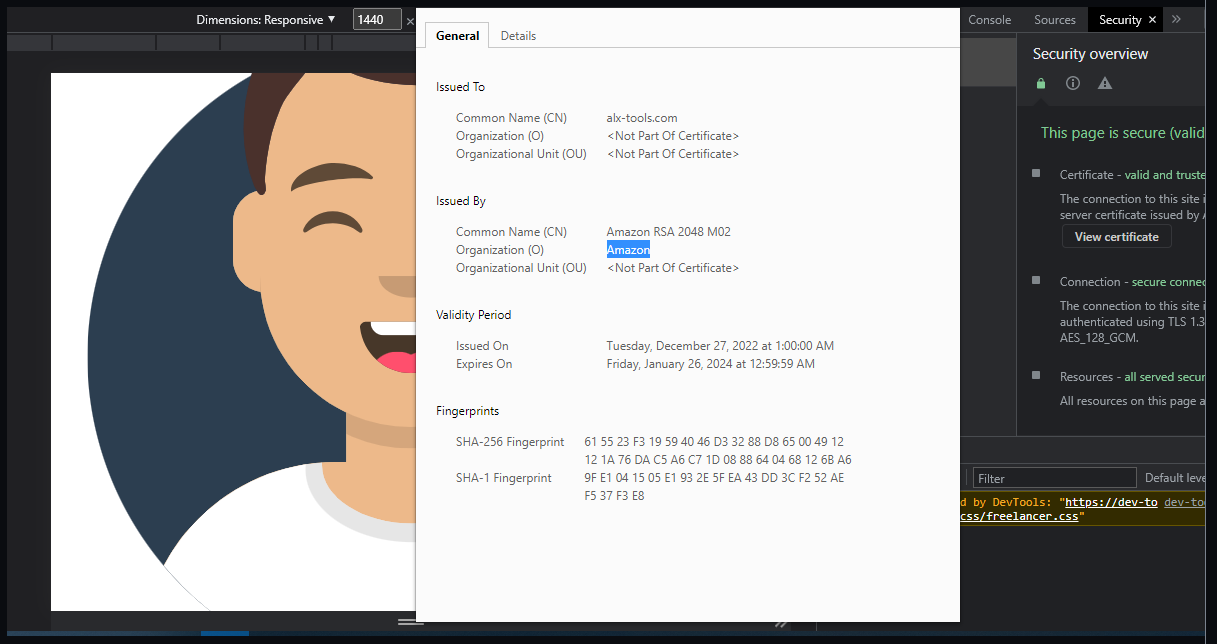 Dimensions: Responsive ▼ 1440 ×
General Details
Issued To
Common Name (CN) alx-tools.com
Organization (O) <Not Part Of Certificate>
Organizational Unit (OU) <Not Part Of Certificate>
Issued By
Common Name (CN) Amazon RSA 2048 M02
Organization (O) Amazon
Organizational Unit (OU) <Not Part Of Certificate>
Validity Period
Issued On Tuesday, December 27, 2022 at 1:00:00 AM
Expires On Friday, January 26, 2024 at 12:59:59 AM
Fingerprints
SHA-256 Fingerprint 61 55 23 F3 19 59 40 46 D3 32 88 D8 65 00 49 12
12 1A 76 DA C5 A6 C7 1D 08 88 64 04 68 12 6B A6
SHA-1 Fingerprint 9F E1 04 15 05 E1 93 2E 5F EA 43 DD 3C F2 52 AE
F5 37 F3 E8
Console Sources Security × »
Security overview
This page is secure (valid
Certificate - valid and truste
The connection to this site i
server certificate issued by A
View certificate
Connection - secure connec
The connection to this site i
authenticated using TLS 1.3
AES_128_GCM.
Resources - all served secur
All resources on this page a
Filter Default leve
d by DevTools: "https://dev-to dev-too
css/freelancer.css"